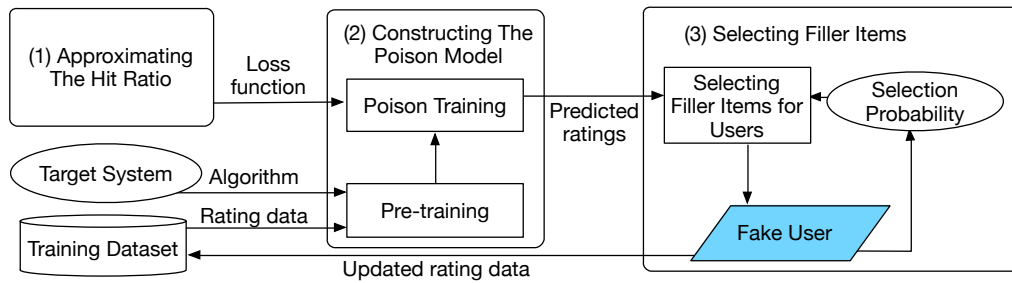 (1) Approximating
The Hit Ratio
Loss
function
(2) Constructing The
Poison Model
Poison Training
Pre-training
Target System
Algorithm
Rating data
Training Dataset
Predicted
ratings
(3) Selecting Filler Items
Selecting
Filler Items for
Users
Selection
Probability
Fake User
Updated rating data